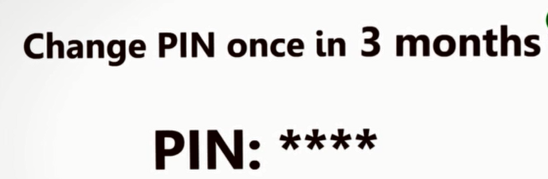 Change PIN once in 3 months
PIN: ****